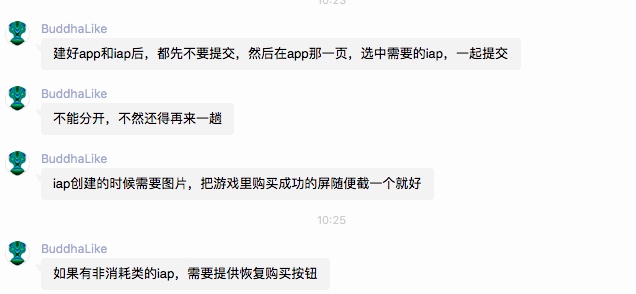 10:23
BuddhaLike
建好app和iap后，都先不要提交，然后在app那一页，选中需要的iap，一起提交
BuddhaLike
不能分开，不然还得再来一趟
BuddhaLike
iap创建的时候需要图片，把游戏里购买成功的屏随便截一个就好
10:25
BuddhaLike
如果有非消耗类的iap，需要提供恢复购买按钮